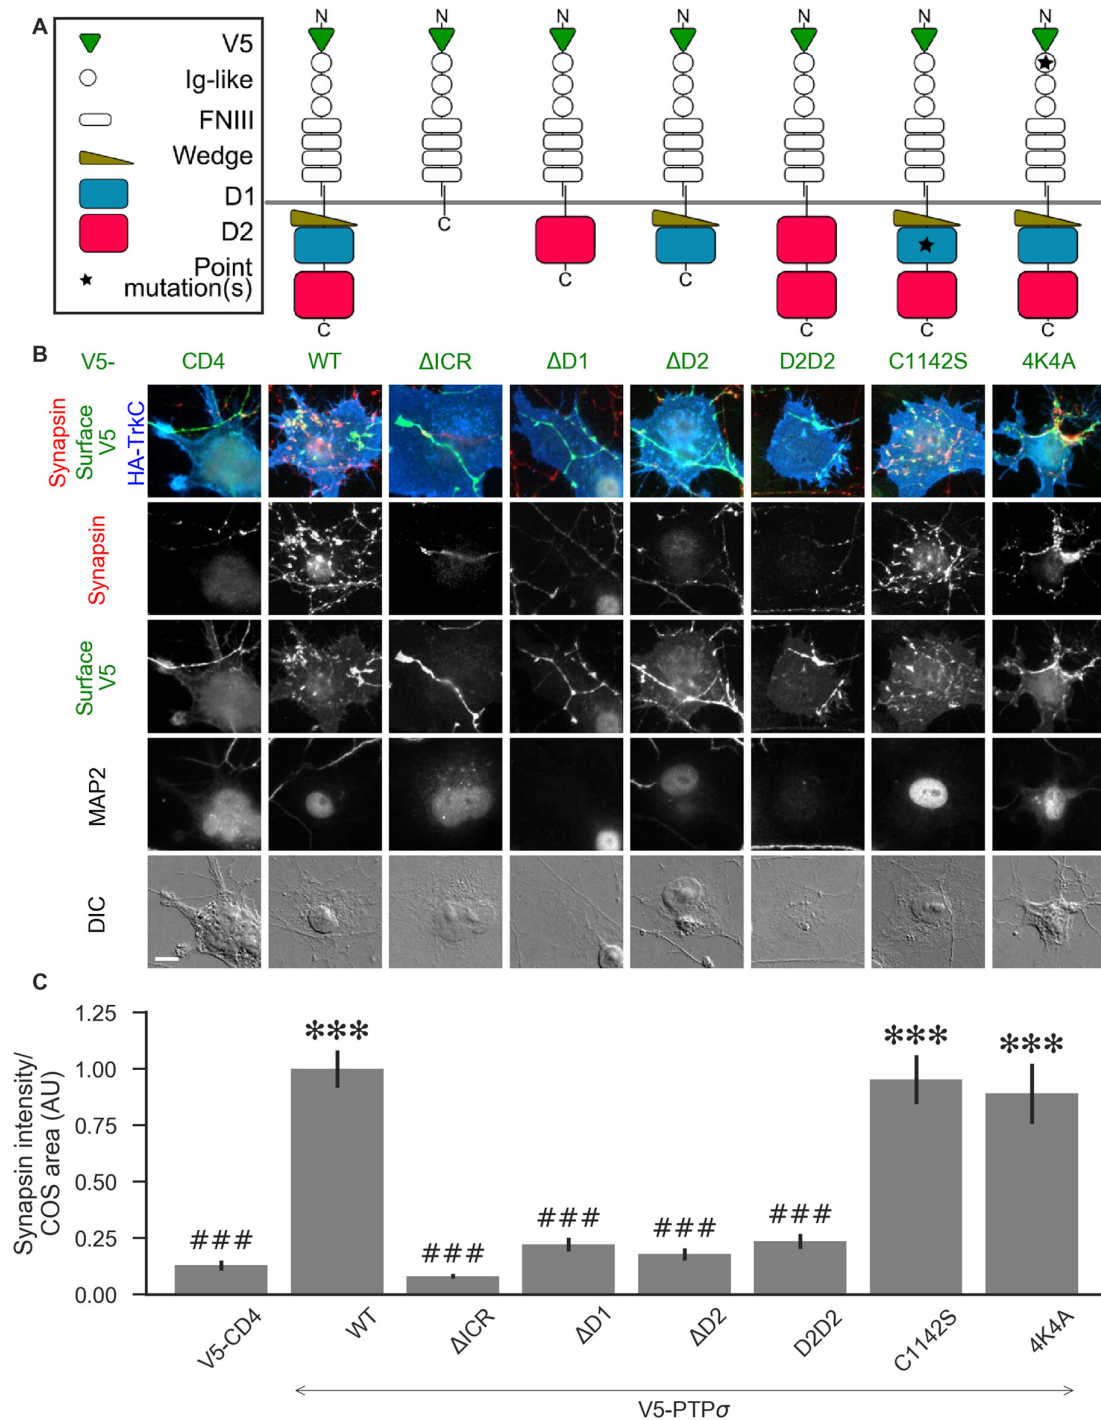 A
V5
Ig-like
FNIII
Wedge
D1
D2
Point
mutation(s)
N N N N N N N
C C C C C C C
B
V5- CD4 WT ΔICR ΔD1 ΔD2 D2D2 C1142S 4K4A
Synapsin
Surface
V5
HA-TrkC
Synapsin
Surface
V5
MAP2
DIC
C
Synapsin intensity/
COS area (AU)
1.25
1.00
0.75
0.50
0.25
0.00
### *** ### ### ### ### *** ***
V5-CD4 WT ΔICR ΔD1 ΔD2 D2D2 C1142S 4K4A
V5-PTPσ